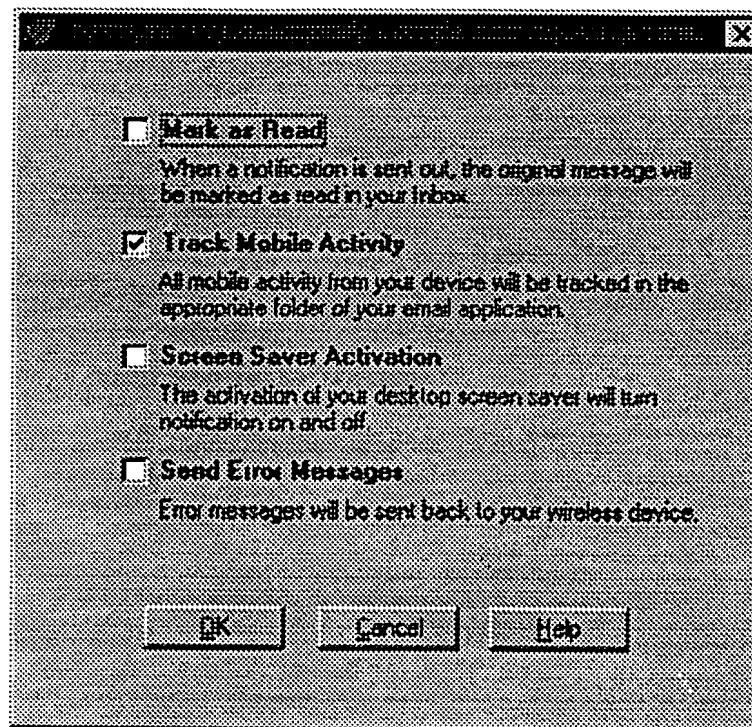 Mark as Read
When a notification is sent out, the original message will
be marked as read in your Inbox.
Track Mobile Activity
All mobile activity from your device will be tracked in the
appropriate folder of your email application.
Screen Saver Activation
The activation of your desktop screen saver will turn
notification on and off.
Send Error Messages
Error messages will be sent back to your wireless device.
OK Cancel Help